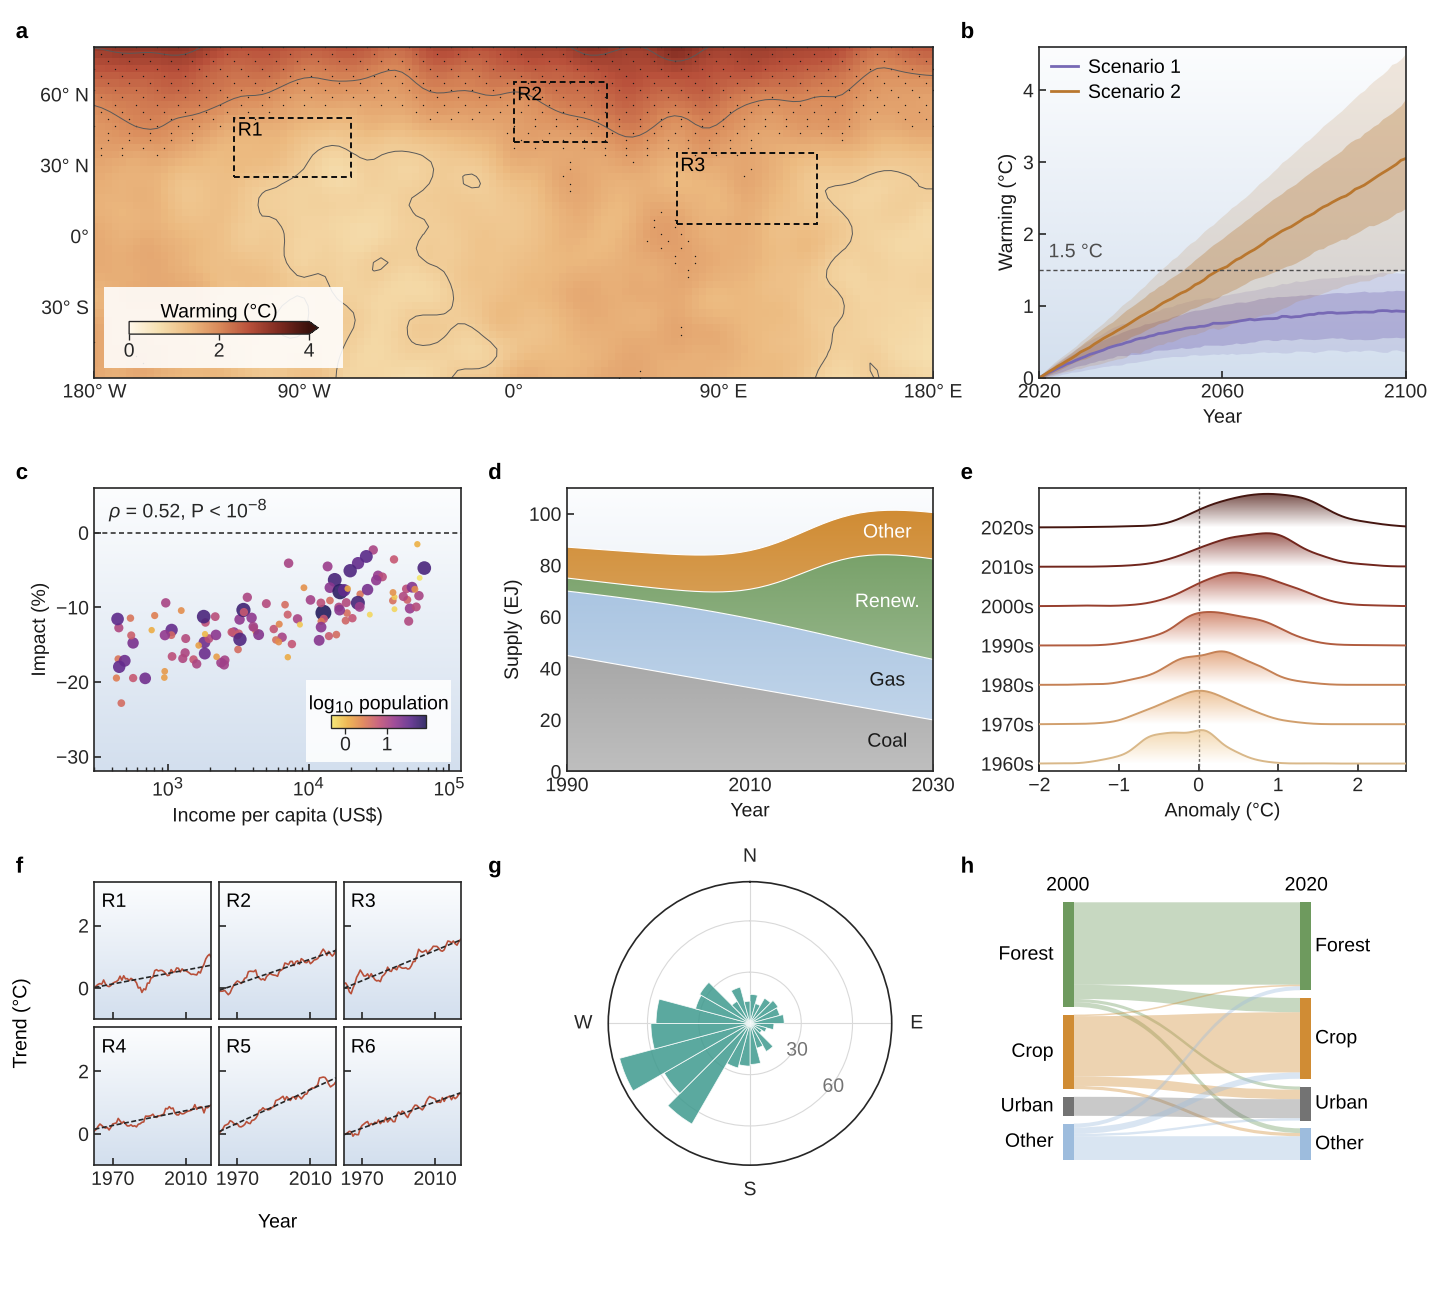 a
60° N
30° N
0°
30° S
R1
R2
R3
Warming (°C)
0 2 4
180° W 90° W 0° 90° E 180° E
b
Scenario 1
Scenario 2
1.5 °C
Warming (°C)
4
3
2
1
0
2020 2060 2100
Year
c
ρ = 0.52, P < 10⁻⁸
Impact (%)
0
−10
−20
−30
log₁₀ population
0 1
10³ 10⁴ 10⁵
Income per capita (US$)
d
Supply (EJ)
100
80
60
40
20
0
Other
Renew.
Gas
Coal
1990 2010 2030
Year
e
2020s
2010s
2000s
1990s
1980s
1970s
1960s
−2 −1 0 1 2
Anomaly (°C)
f
Trend (°C)
R1 R2 R3
2
0
R4 R5 R6
2
0
1970 2010 1970 2010 1970 2010
Year
g
N
W E
30
60
S
h
2000 2020
Forest Forest
Crop Crop
Urban Urban
Other Other